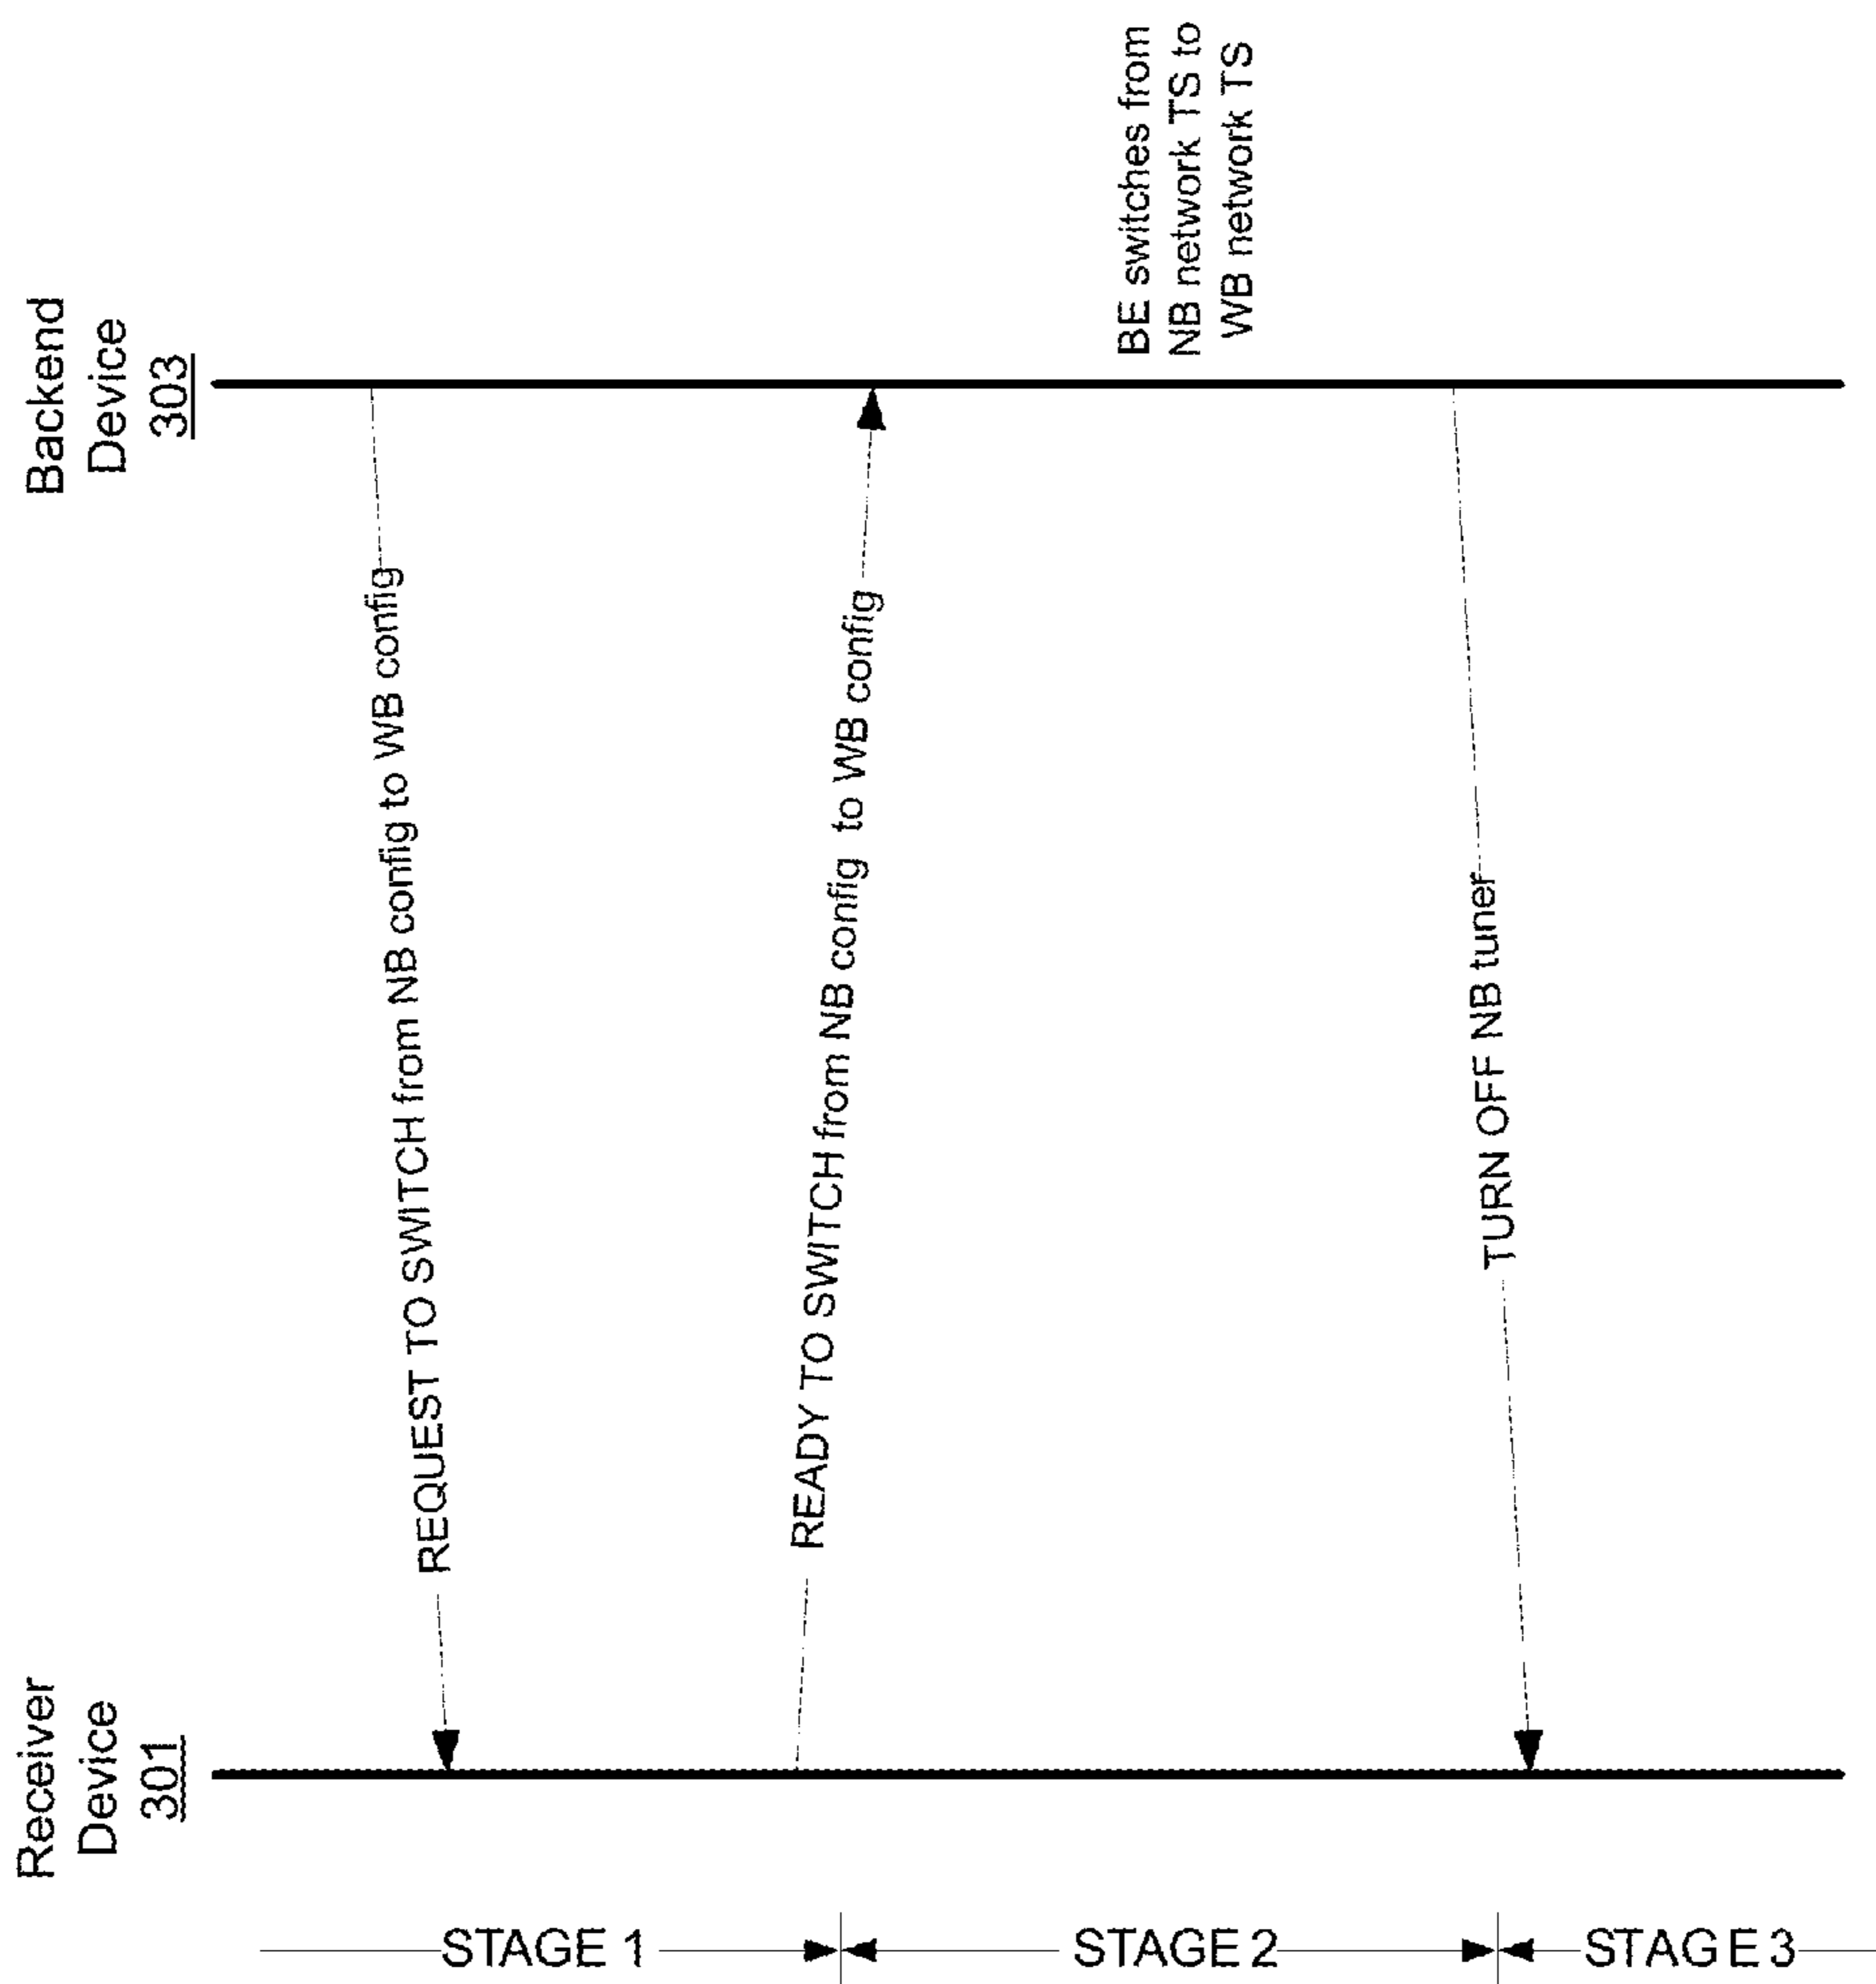 Receiver
Device
301
Backend
Device
303
REQUEST TO SWITCH from NB config to WB config
READY TO SWITCH from NB config to WB config
BE switches from
NB network TS to
WB network TS
TURN OFF NB tuner
STAGE 1
STAGE 2
STAGE 3